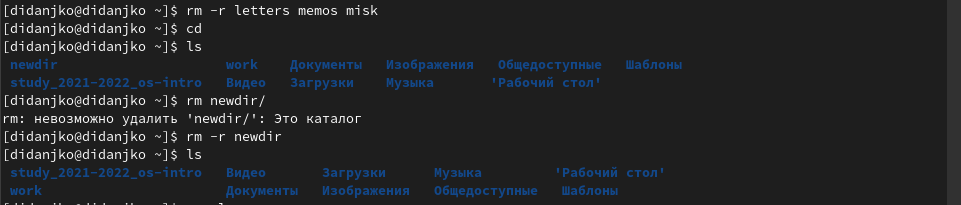 [didanjko@didanjko ~]$ rm -r letters memos misk
[didanjko@didanjko ~]$ cd
[didanjko@didanjko ~]$ ls
newdir work Документы Изображения Общедоступные Шаблоны
study_2021-2022_os-intro Видео Загрузки Музыка 'Рабочий стол'
[didanjko@didanjko ~]$ rm newdir/
rm: невозможно удалить 'newdir/': Это каталог
[didanjko@didanjko ~]$ rm -r newdir
[didanjko@didanjko ~]$ ls
study_2021-2022_os-intro Видео Загрузки Музыка 'Рабочий стол'
work Документы Изображения Общедоступные Шаблоны